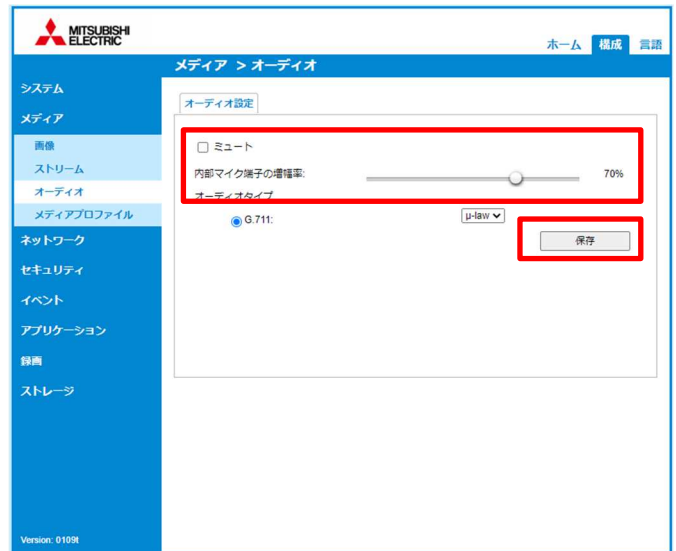 MITSUBISHI
ELECTRIC
ホーム 構成 言語
メディア > オーディオ
システム
メディア
画像
ストリーム
オーディオ
メディアプロファイル
ネットワーク
セキュリティ
イベント
アプリケーション
録画
ストレージ
オーディオ設定
ミュート
内部マイク端子の増幅率: 70%
オーディオタイプ
G.711: μ-law
保存
Version: 0109t